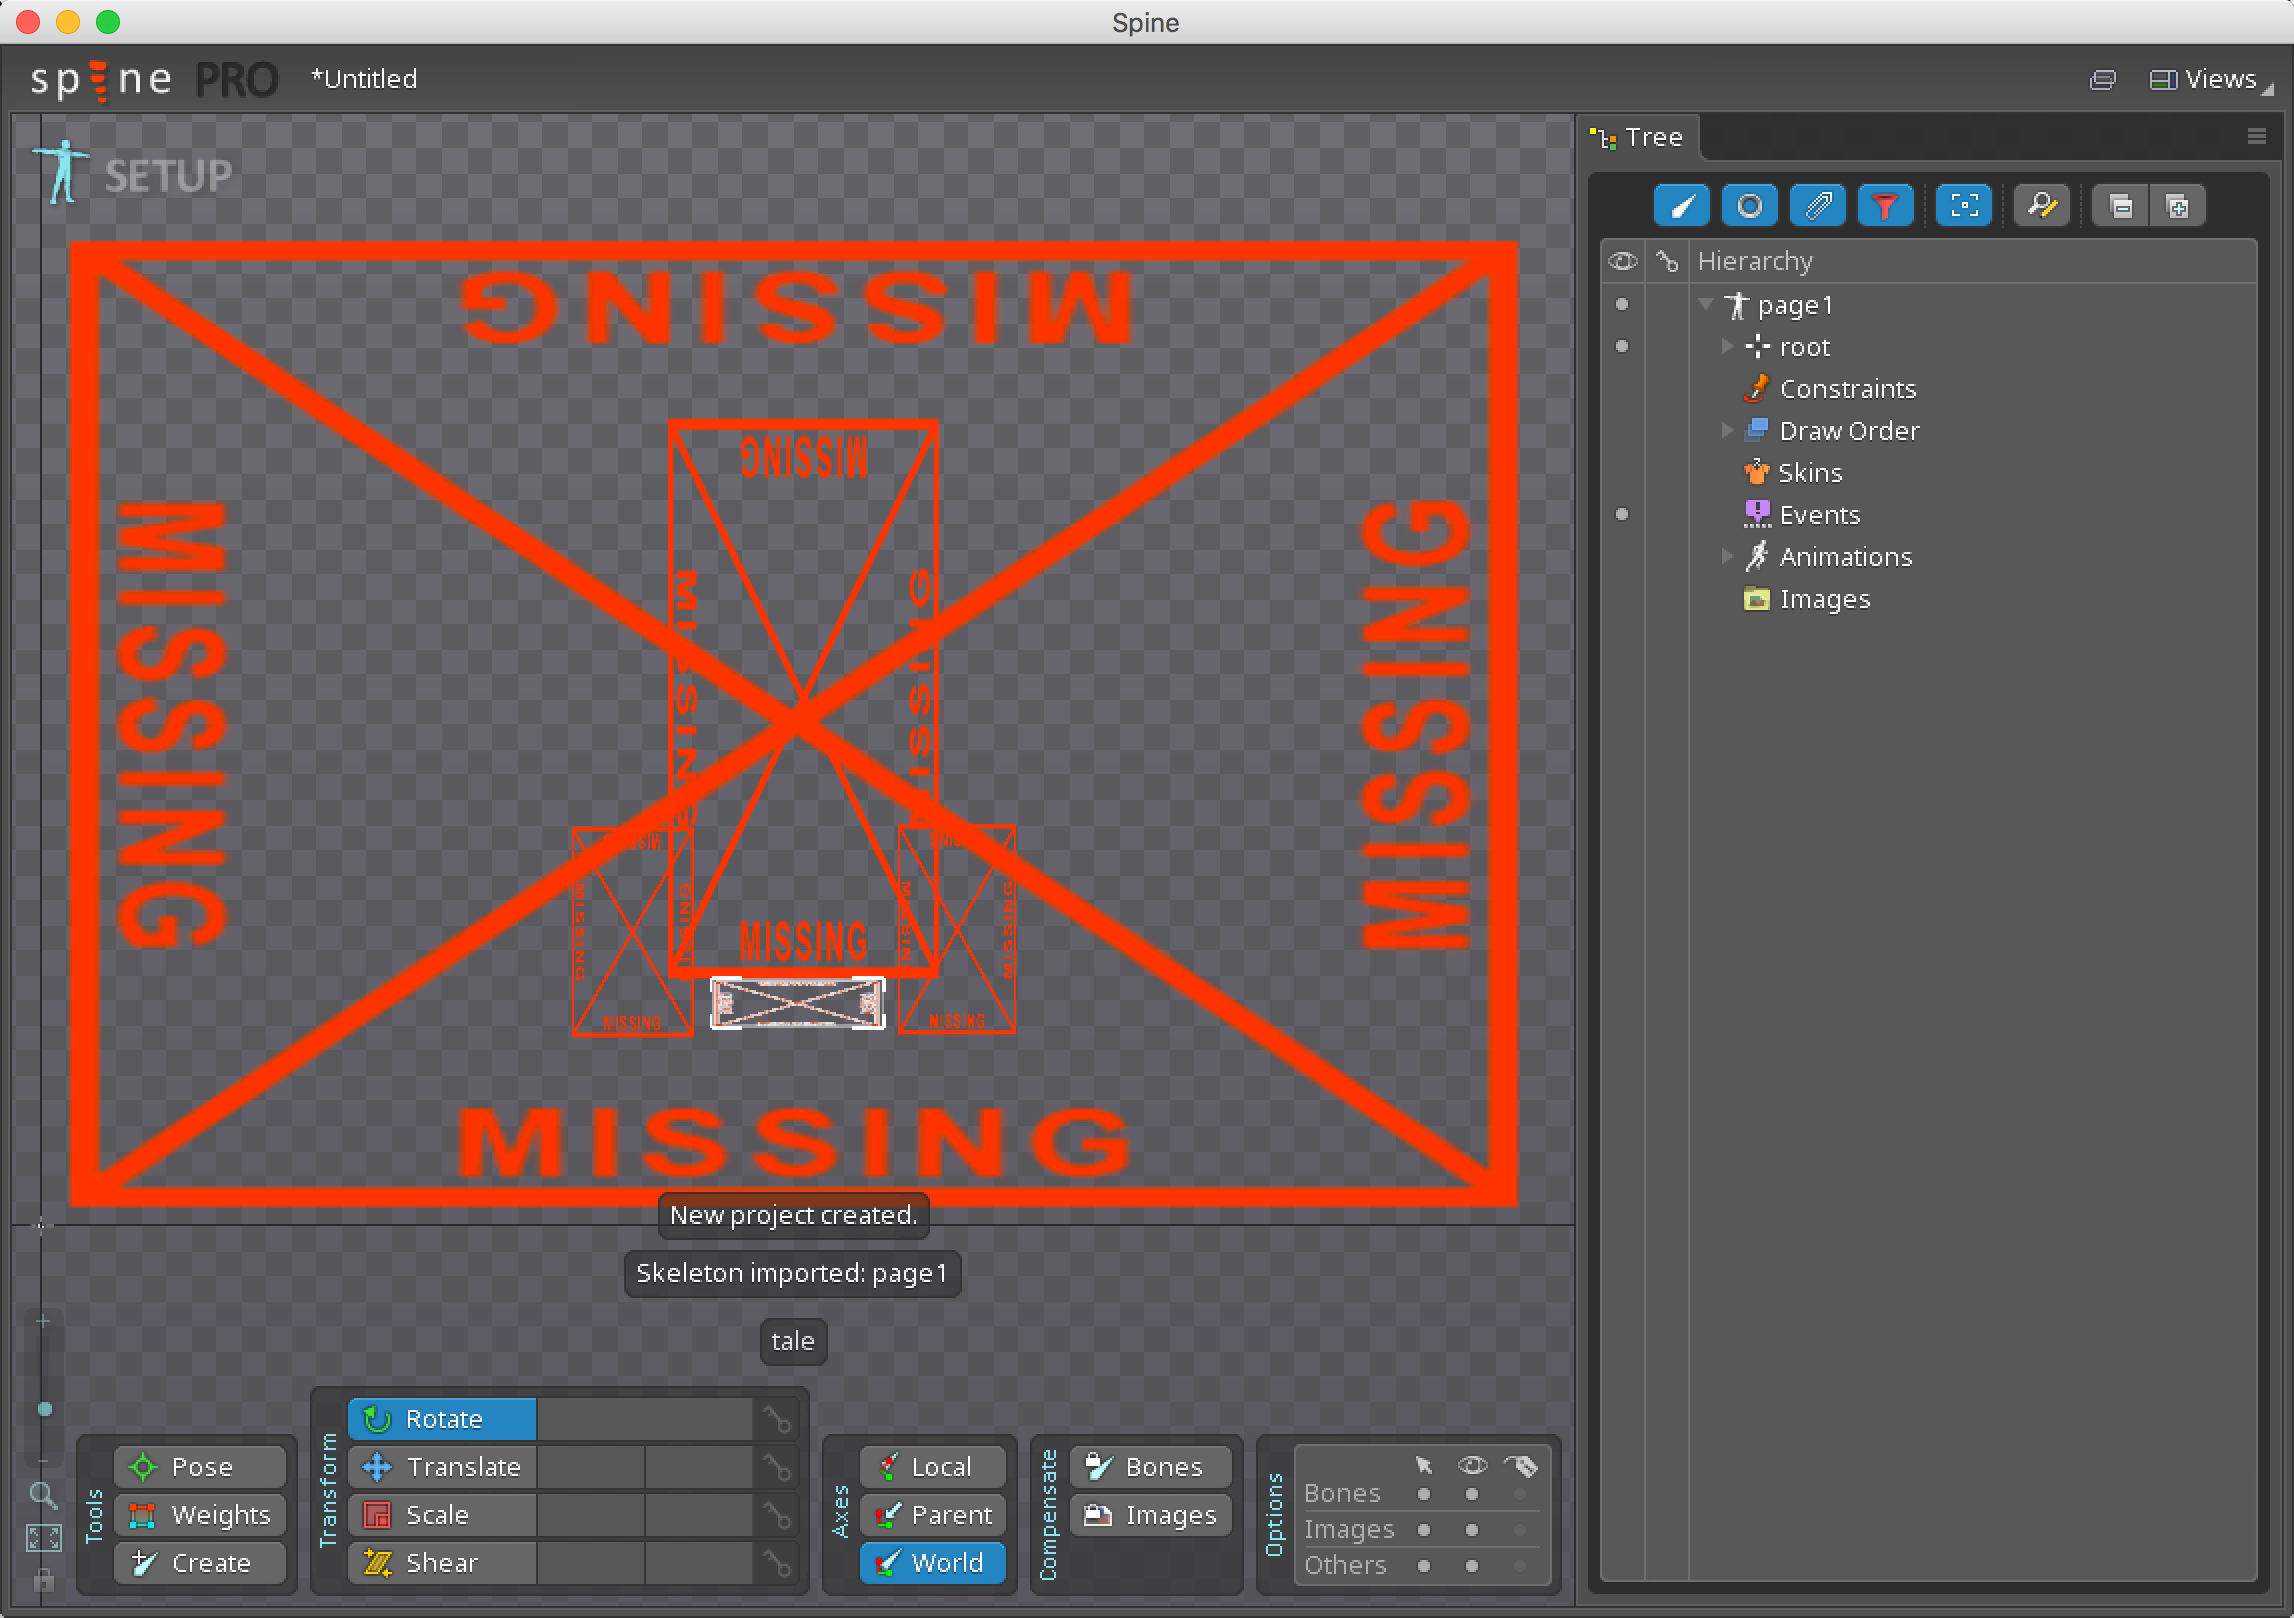 Spine
spine PRO *Untitled Views
SETUP
Tree
Hierarchy
page1
root
Constraints
Draw Order
Skins
Events
Animations
Images
MISSING
MISSING
MISSING
MISSING
MISSING
MISSING
MISSING
MISSING
MISSING
MISSING
MISSING
MISSING
New project created.
Skeleton imported: page1
tale
Tools
Pose
Weights
Create
Transform
Rotate
Translate
Scale
Shear
Axes
Local
Parent
World
Compensate
Bones
Images
Options
Bones
Images
Others